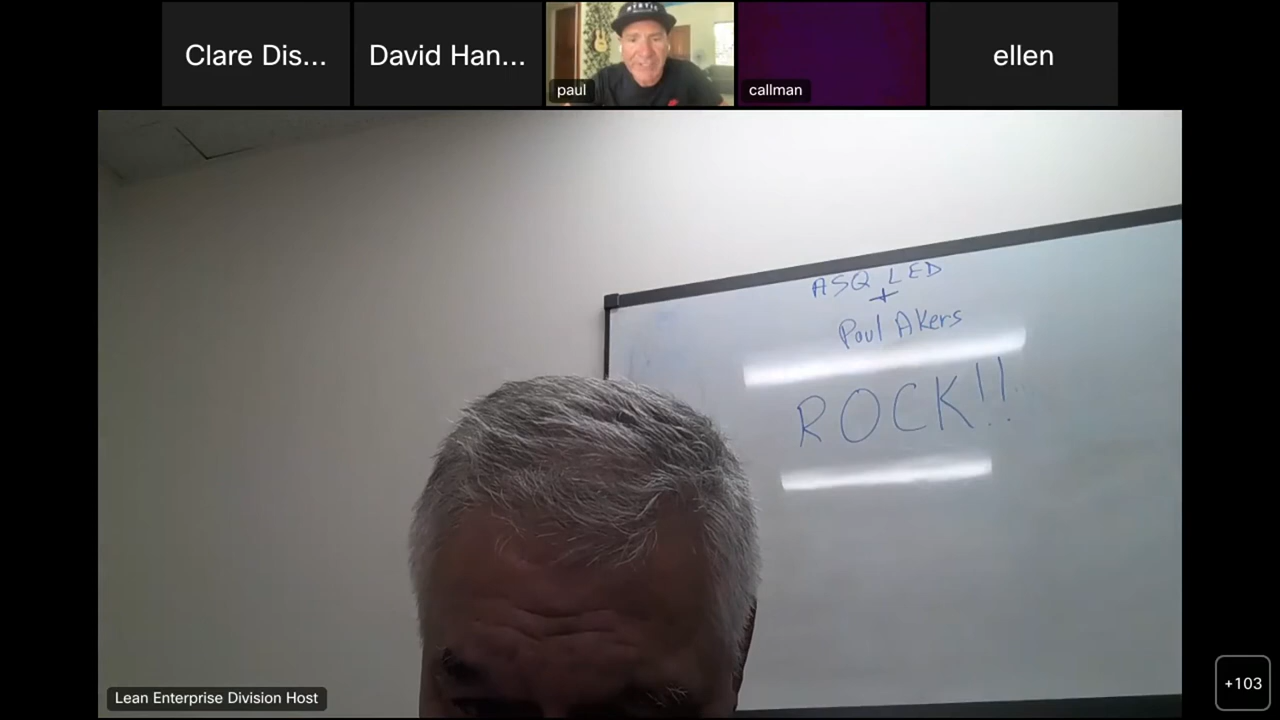 Clare Dis...
David Han...
paul
callman
ellen
ASQ LED
+
Paul Akers
ROCK!!
Lean Enterprise Division Host
+103